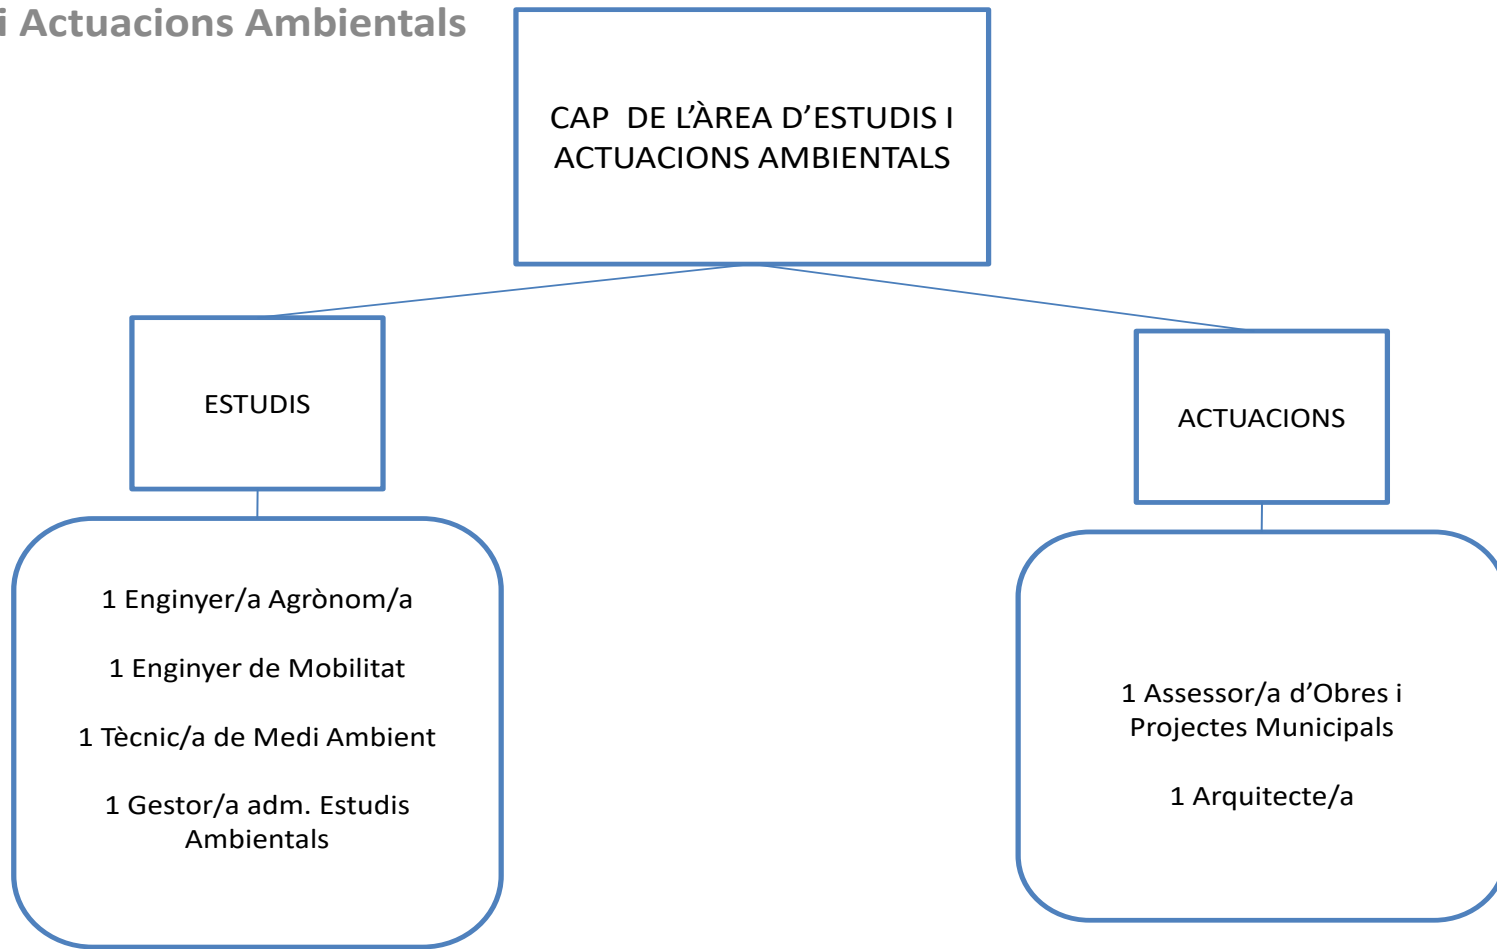 i Actuacions Ambientals
CAP DE L’ÀREA D’ESTUDIS I
ACTUACIONS AMBIENTALS
ESTUDIS
ACTUACIONS
1 Enginyer/a Agrònom/a
1 Enginyer de Mobilitat
1 Tècnic/a de Medi Ambient
1 Gestor/a adm. Estudis
Ambientals
1 Assessor/a d’Obres i
Projectes Municipals
1 Arquitecte/a